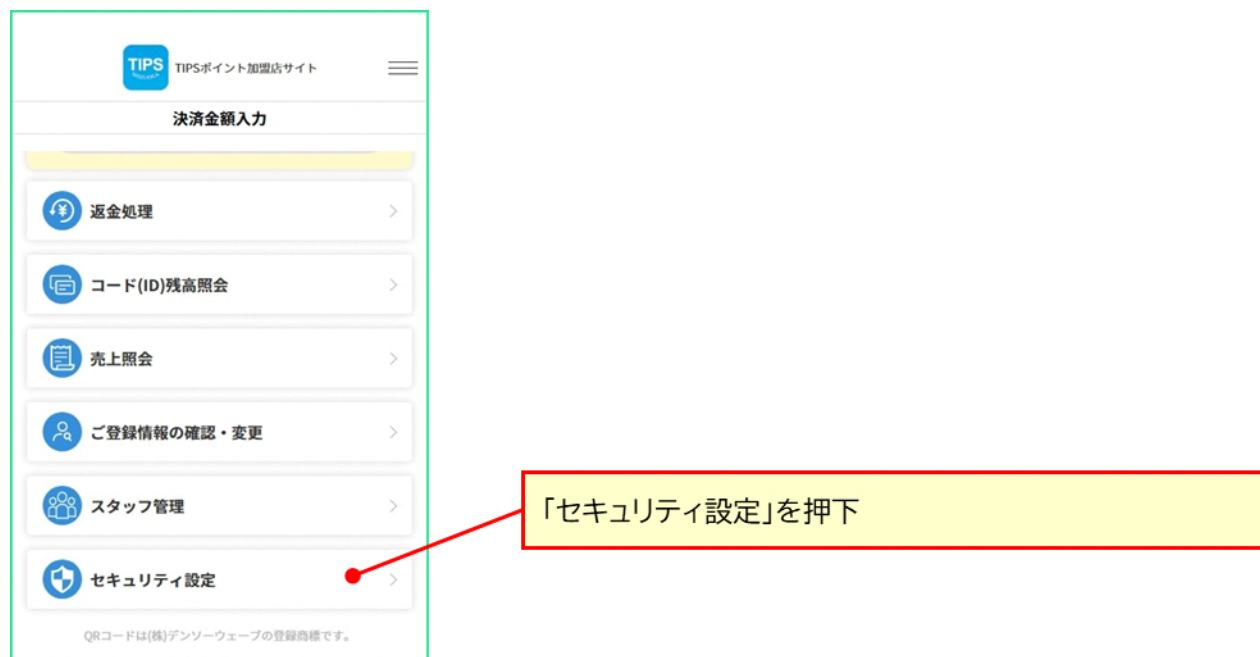 TIPS
TIPSポイント加盟店サイト
決済金額入力
返金処理
コード(ID)残高照会
売上照会
ご登録情報の確認・変更
スタッフ管理
「セキュリティ設定」を押下
セキュリティ設定
QRコードは(株)デンソーウェーブの登録商標です。